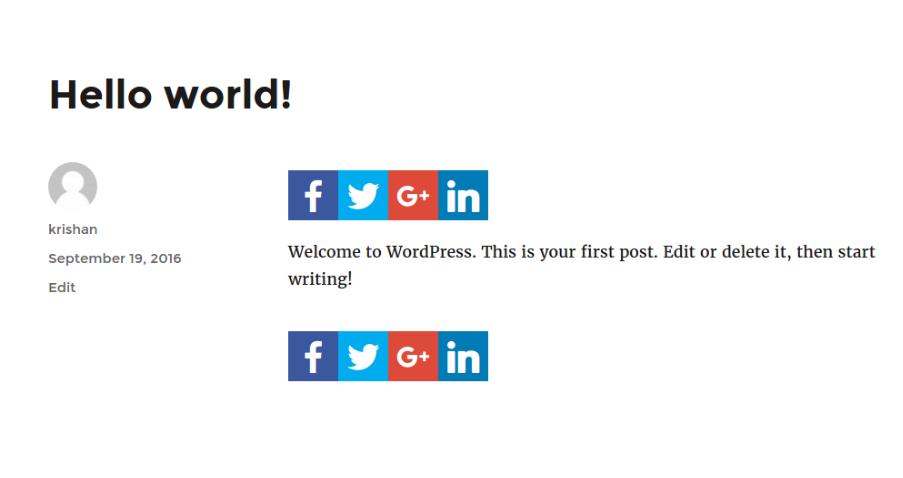 Hello world!
krishan
September 19, 2016
Edit
f G+ in
Welcome to WordPress. This is your first post. Edit or delete it, then start
writing!
f G+ in